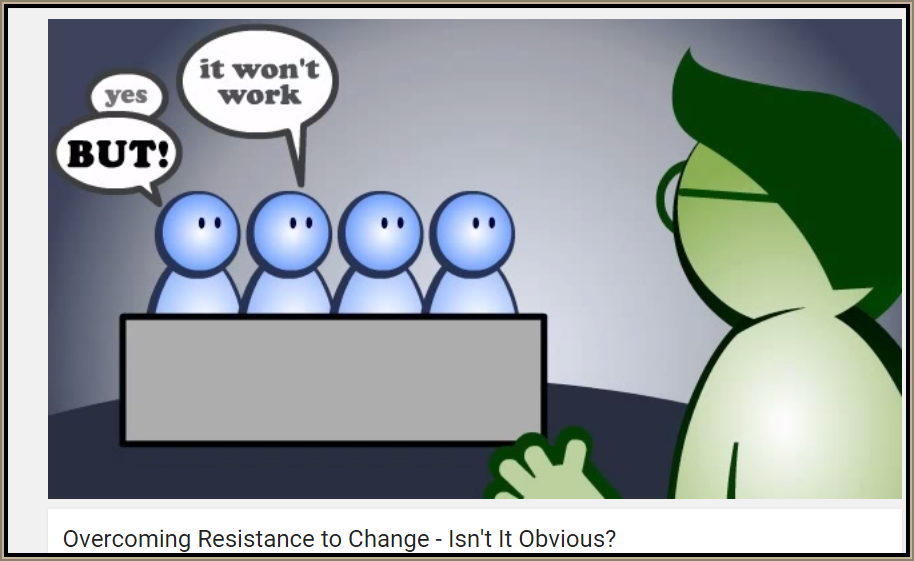 yes
BUT!
it won't
work
Overcoming Resistance to Change - Isn't It Obvious?